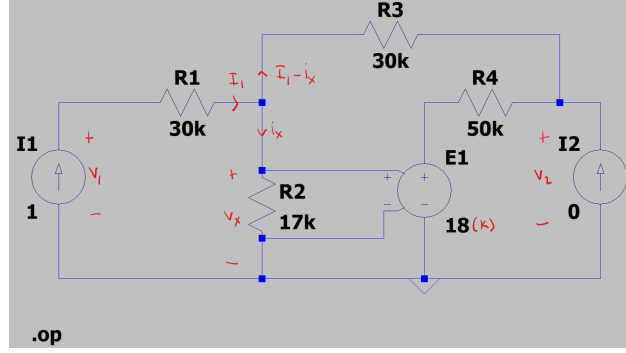 R3
30k
R1
I₁
I₁-iₓ
30k
R4
50k
iₓ
I1
+
V₁
-
1
+
Vₓ
-
R2
17k
E1
+
+
-
-
18(K)
I2
+
V₂
-
0
.op